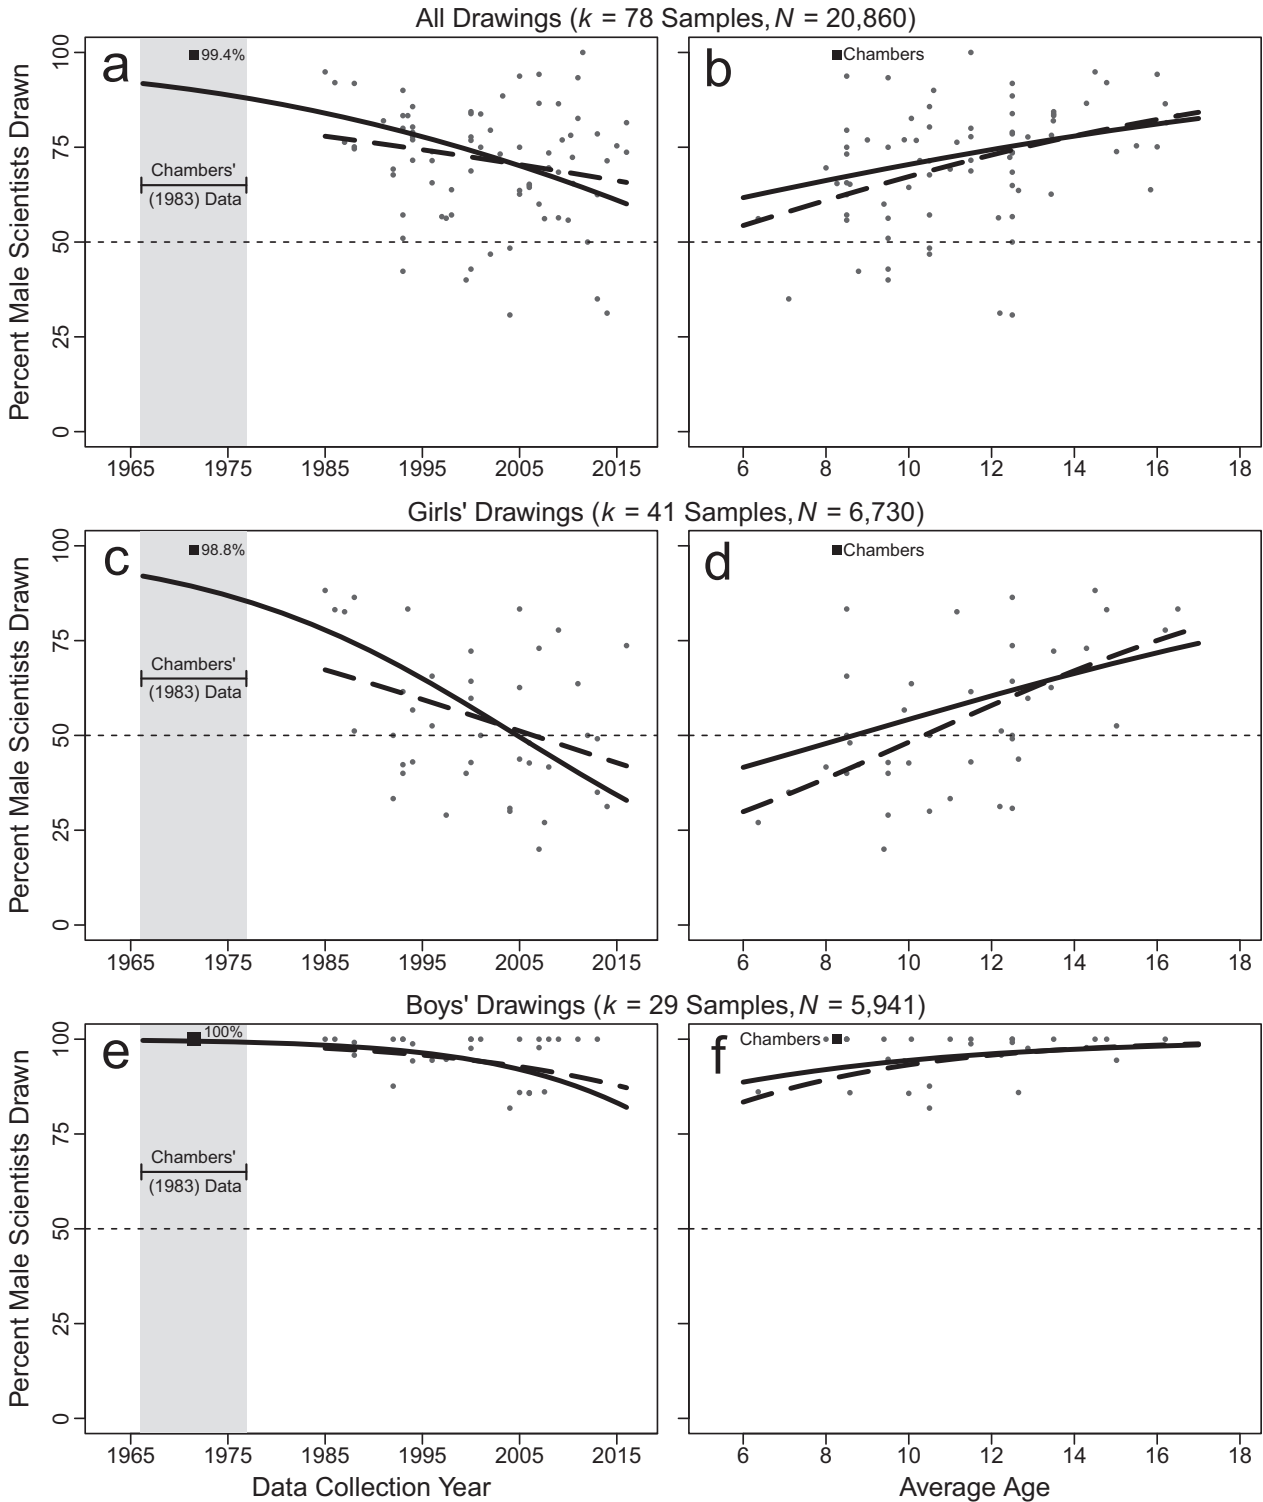 All Drawings (k = 78 Samples, N = 20,860)
Percent Male Scientists Drawn
100
75
50
25
0
a
99.4%
Chambers'
(1983) Data
1965 1975 1985 1995 2005 2015
b
Chambers
6 8 10 12 14 16 18
Girls' Drawings (k = 41 Samples, N = 6,730)
Percent Male Scientists Drawn
100
75
50
25
0
c
98.8%
Chambers'
(1983) Data
1965 1975 1985 1995 2005 2015
d
Chambers
6 8 10 12 14 16 18
Boys' Drawings (k = 29 Samples, N = 5,941)
Percent Male Scientists Drawn
100
75
50
25
0
e
100%
Chambers'
(1983) Data
1965 1975 1985 1995 2005 2015
Data Collection Year
f
Chambers
6 8 10 12 14 16 18
Average Age